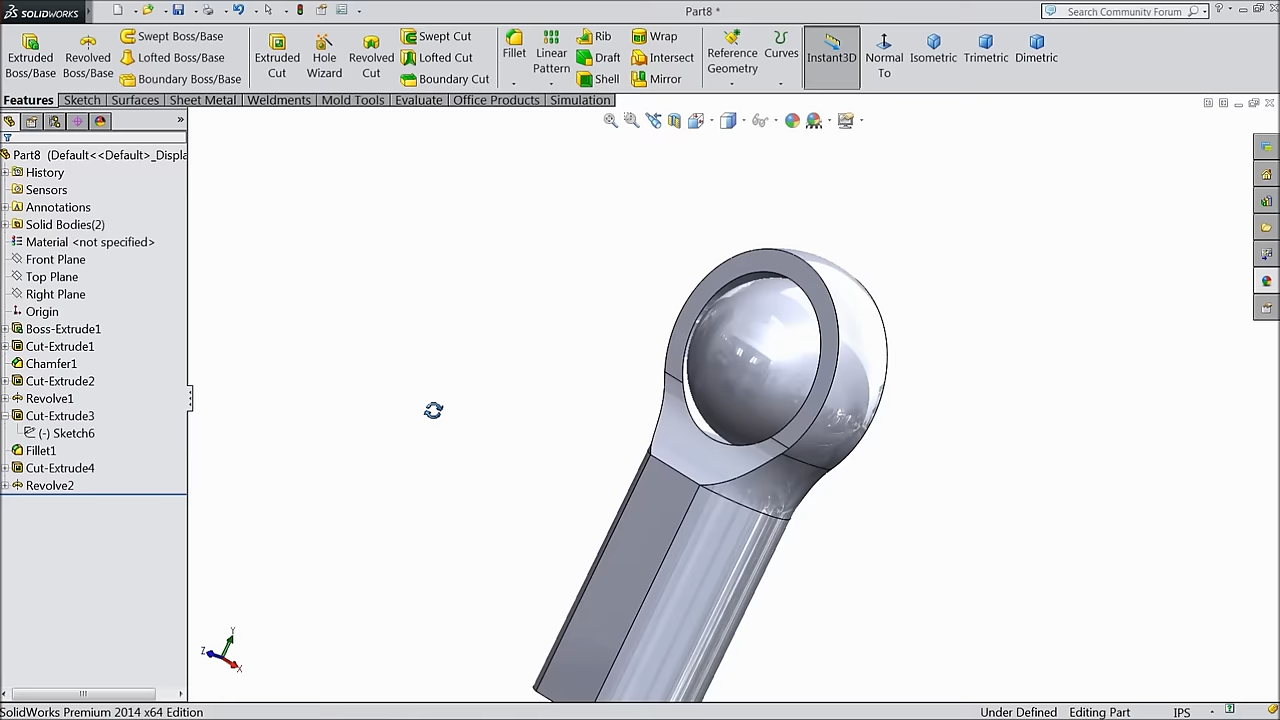 SOLIDWORKS
Part8 *
Search Community Forum
Extruded Boss/Base
Revolved Boss/Base
Swept Boss/Base
Lofted Boss/Base
Boundary Boss/Base
Extruded Cut
Hole Wizard
Revolved Cut
Swept Cut
Lofted Cut
Boundary Cut
Fillet
Linear Pattern
Rib
Draft
Shell
Wrap
Intersect
Mirror
Reference Geometry
Curves
Instant3D
Normal To
Isometric
Trimetric
Dimetric
Features
Sketch
Surfaces
Sheet Metal
Weldments
Mold Tools
Evaluate
Office Products
Simulation
Part8 (Default<<Default>_Displa
History
Sensors
Annotations
Solid Bodies(2)
Material <not specified>
Front Plane
Top Plane
Right Plane
Origin
Boss-Extrude1
Cut-Extrude1
Chamfer1
Cut-Extrude2
Revolve1
Cut-Extrude3
(-) Sketch6
Fillet1
Cut-Extrude4
Revolve2
Y
Z
X
SolidWorks Premium 2014 x64 Edition
Under Defined
Editing Part
IPS